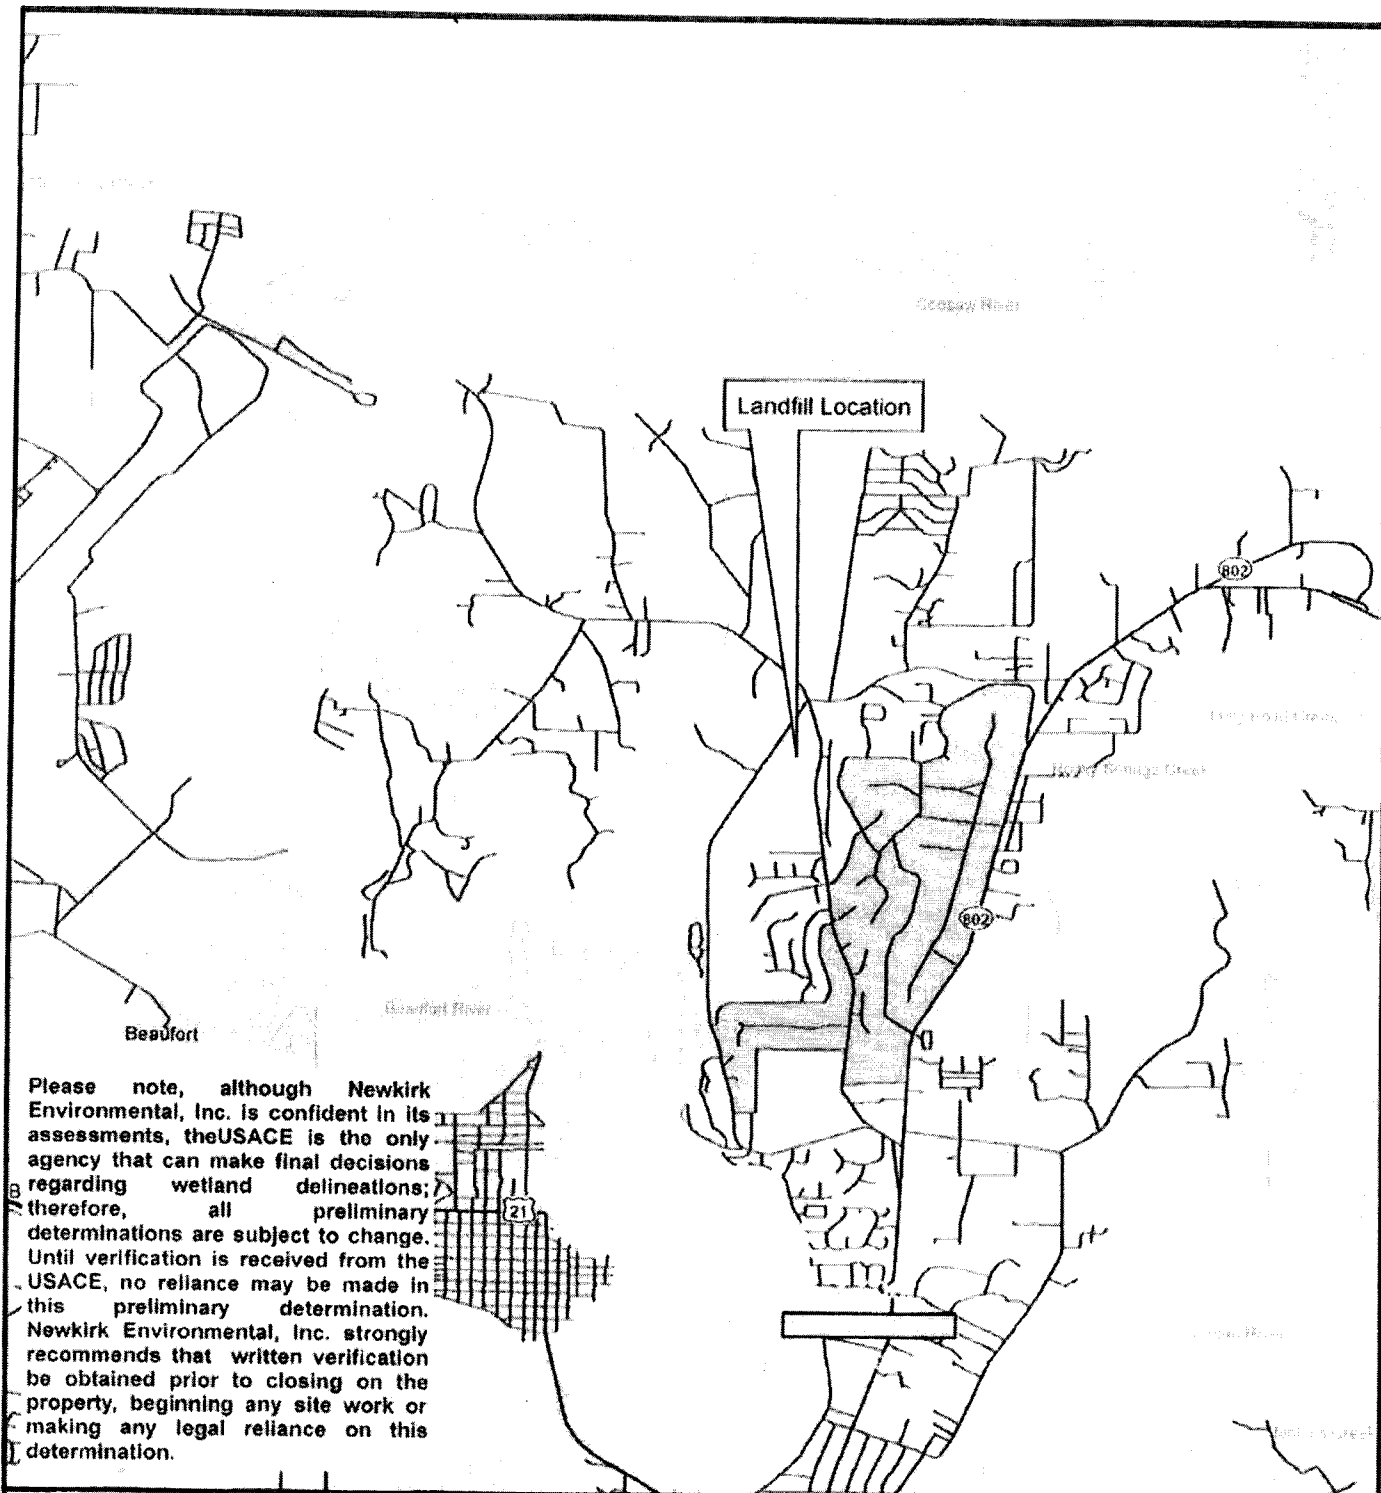 Coosaw River
Landfill Location
802
802
Beaufort River
Beaufort
Please note, although Newkirk
Environmental, Inc. is confident in its
assessments, theUSACE is the only
agency that can make final decisions
regarding wetland delineations;
therefore, all preliminary
determinations are subject to change.
Until verification is received from the
USACE, no reliance may be made in
this preliminary determination.
Newkirk Environmental, Inc. strongly
recommends that written verification
be obtained prior to closing on the
property, beginning any site work or
making any legal reliance on this
determination.
21